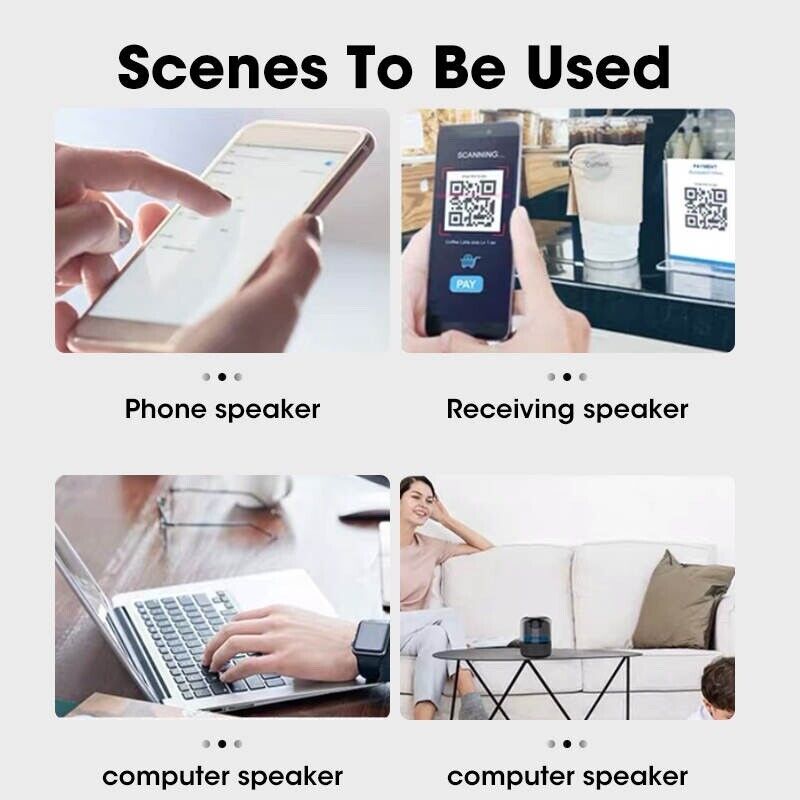 Scenes To Be Used
SCANNING...
PAY
PAYMENT
Phone speaker
Receiving speaker
computer speaker
computer speaker